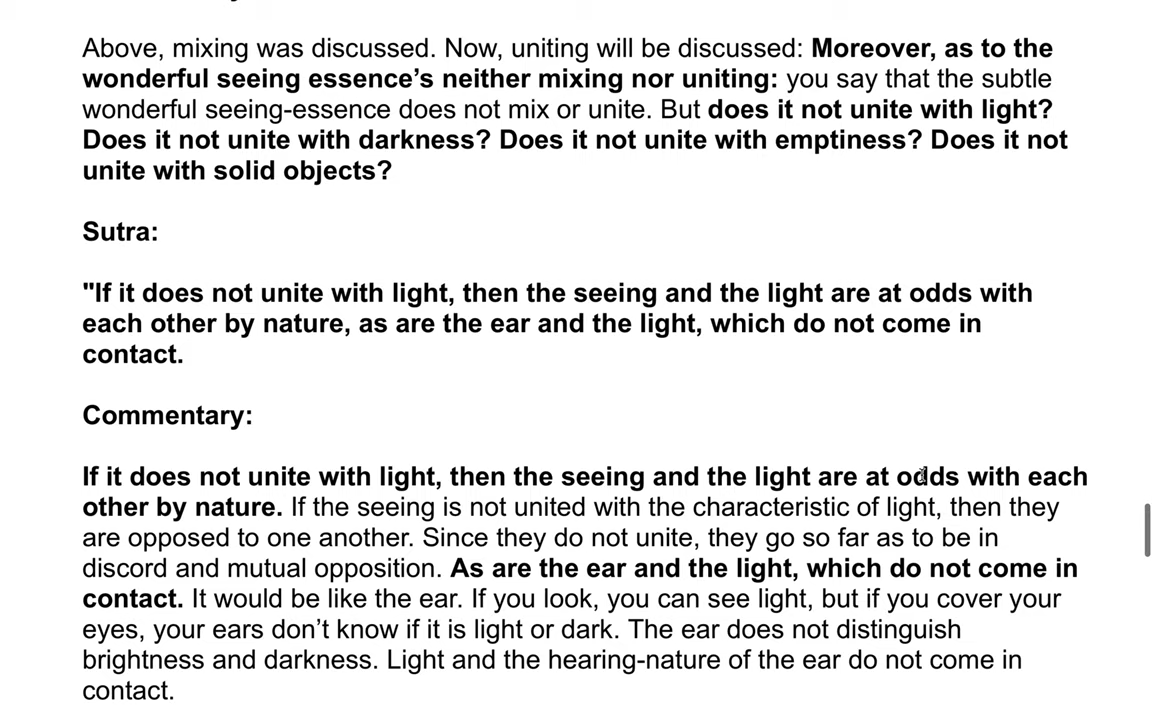 Above, mixing was discussed. Now, uniting will be discussed: Moreover, as to the
wonderful seeing essence’s neither mixing nor uniting: you say that the subtle
wonderful seeing-essence does not mix or unite. But does it not unite with light?
Does it not unite with darkness? Does it not unite with emptiness? Does it not
unite with solid objects?
Sutra:
"If it does not unite with light, then the seeing and the light are at odds with
each other by nature, as are the ear and the light, which do not come in
contact.
Commentary:
If it does not unite with light, then the seeing and the light are at odds with each
other by nature. If the seeing is not united with the characteristic of light, then they
are opposed to one another. Since they do not unite, they go so far as to be in
discord and mutual opposition. As are the ear and the light, which do not come in
contact. It would be like the ear. If you look, you can see light, but if you cover your
eyes, your ears don’t know if it is light or dark. The ear does not distinguish
brightness and darkness. Light and the hearing-nature of the ear do not come in
contact.